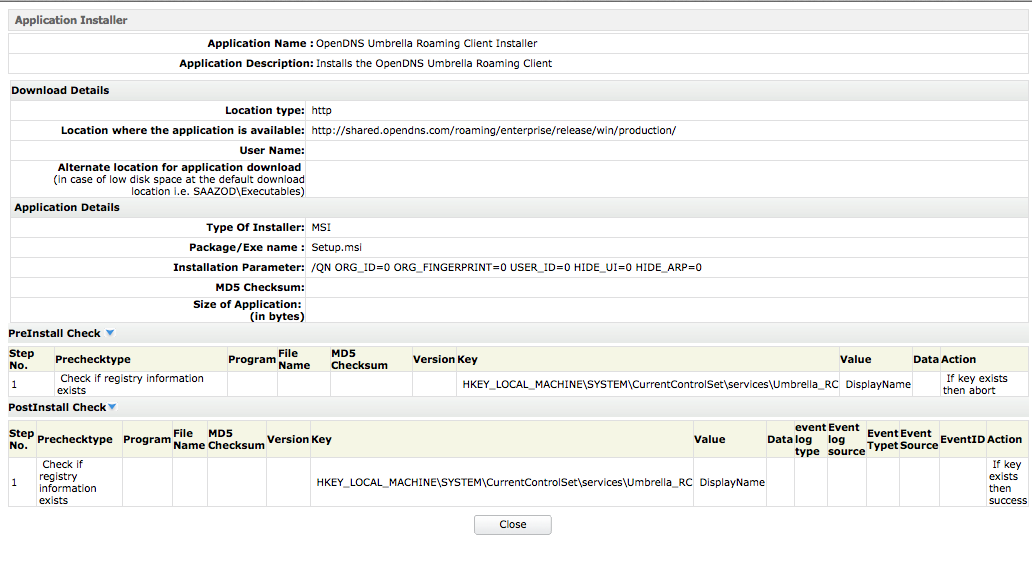 Application Installer
Application Name : OpenDNS Umbrella Roaming Client Installer
Application Description: Installs the OpenDNS Umbrella Roaming Client
Download Details
Location type: http
Location where the application is available: http://shared.opendns.com/roaming/enterprise/release/win/production/
User Name:
Alternate location for application download
(in case of low disk space at the default download
location i.e. SAAZOD\Executables)
Application Details
Type Of Installer: MSI
Package/Exe name : Setup.msi
Installation Parameter: /QN ORG_ID=0 ORG_FINGERPRINT=0 USER_ID=0 HIDE_UI=0 HIDE_ARP=0
MD5 Checksum:
Size of Application:
(in bytes)
PreInstall Check
Step No. Prechecktype Program File Name MD5 Checksum Version Key Value Data Action
1 Check if registry information exists HKEY_LOCAL_MACHINE\SYSTEM\CurrentControlSet\services\Umbrella_RC DisplayName If key exists then abort
PostInstall Check
Step No. Prechecktype Program File Name MD5 Checksum Version Key Value Data event log type Event log source Event Typet Event Source EventID Action
1 Check if registry information exists HKEY_LOCAL_MACHINE\SYSTEM\CurrentControlSet\services\Umbrella_RC DisplayName If key exists then success
Close